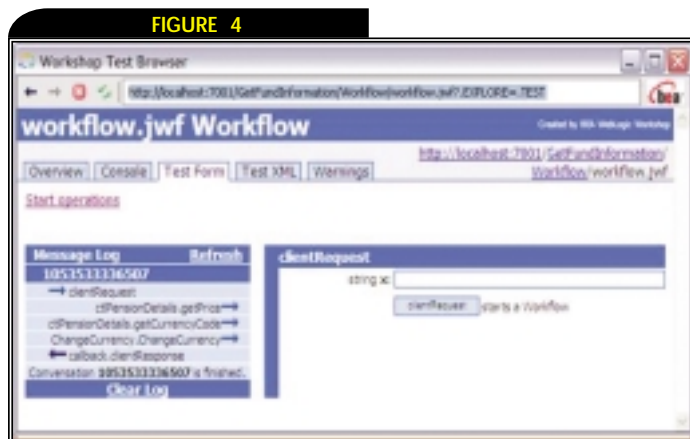 FIGURE 4
Workshop Test Browser
http://localhost:7001/GetFundInformation/Workflow/workflow.jwf?.EXPLORE=.TEST
bea
workflow.jwf Workflow
Created by BEA WebLogic Workshop
http://localhost:7001/GetFundInformation/
Workflow/workflow.jwf
Overview Console Test Form Test XML Warnings
Start operations
Message Log Refresh
1053533336507
clientRequest
ctPensionDetails.getPrice
ctPensionDetails.getCurrencyCode
ChangeCurrency.ChangeCurrency
callback.clientResponse
Conversation 1053533336507 is finished.
Clear Log
clientRequest
string x:
clientRequest starts a Workflow